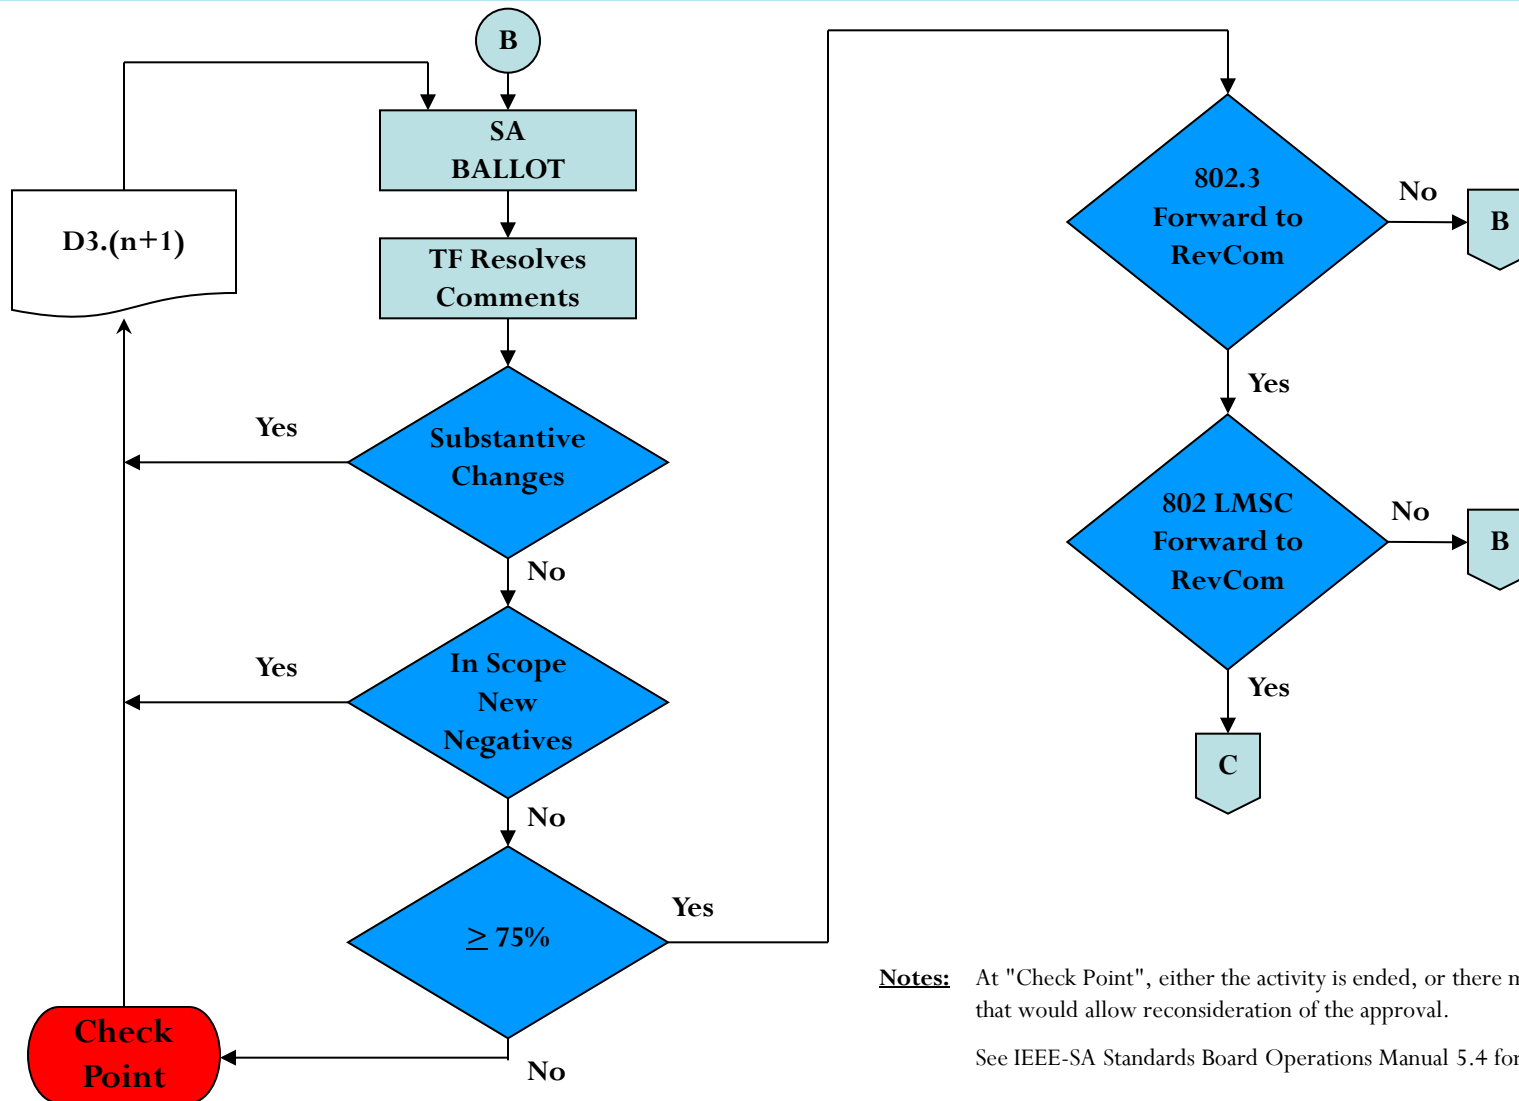 B
SA
BALLOT
D3.(n+1)
TF Resolves
Comments
Yes
Substantive
Changes
No
Yes
In Scope
New
Negatives
No
≥ 75%
Yes
No
Check
Point
802.3
Forward to
RevCom
No
B
Yes
802 LMSC
Forward to
RevCom
No
B
Yes
C
Notes: At "Check Point", either the activity is ended, or there
that would allow reconsideration of the approval.
See IEEE-SA Standards Board Operations Manual 5.4 for